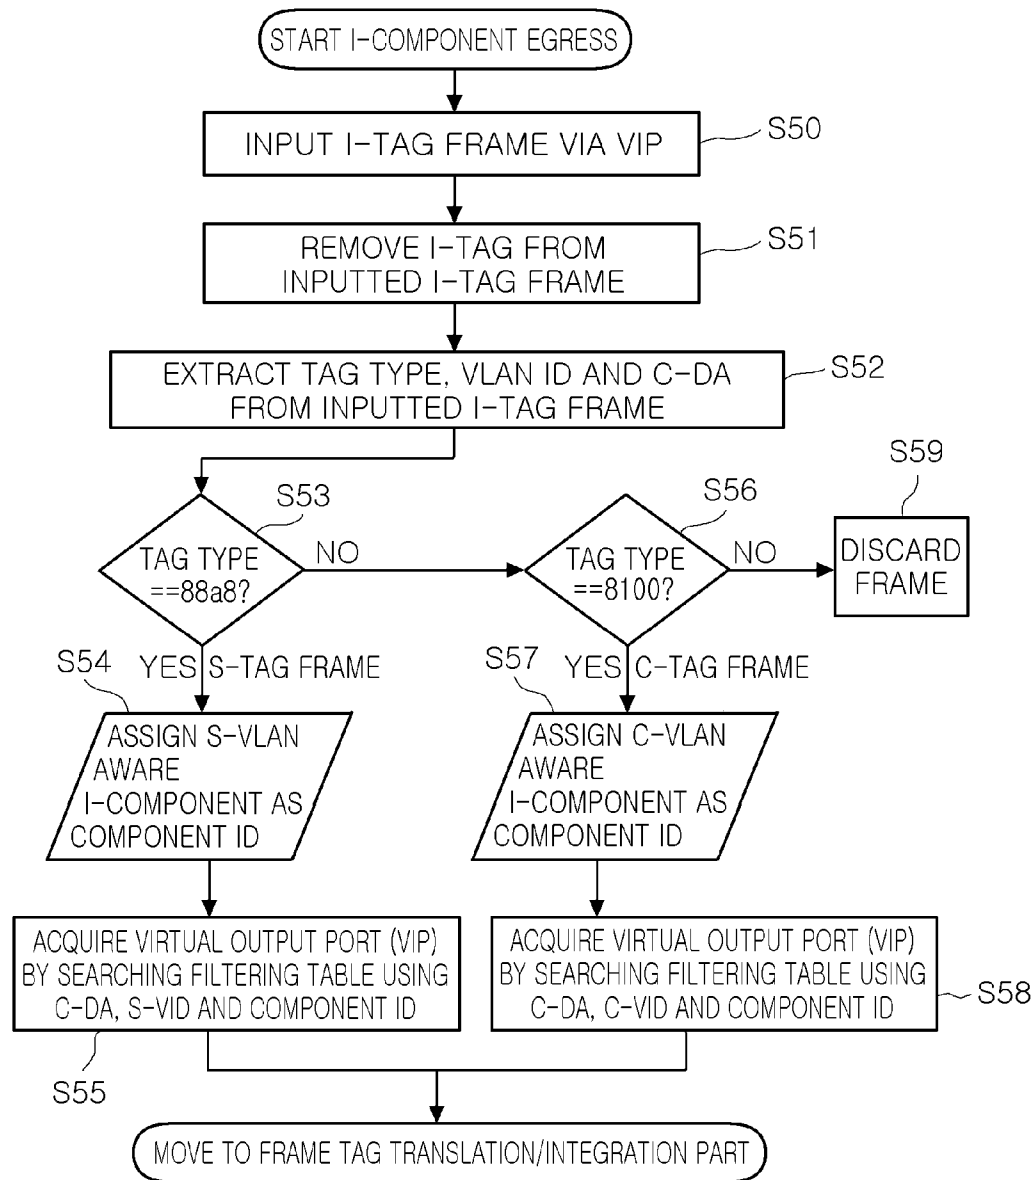 START I-COMPONENT EGRESS
INPUT I-TAG FRAME VIA VIP
S50
REMOVE I-TAG FROM
INPUTTED I-TAG FRAME
S51
EXTRACT TAG TYPE, VLAN ID AND C-DA
FROM INPUTTED I-TAG FRAME
S52
TAG TYPE
==88a8?
S53
NO
TAG TYPE
==8100?
S56
NO
DISCARD
FRAME
S59
YES S-TAG FRAME
S54
ASSIGN S-VLAN
AWARE
I-COMPONENT AS
COMPONENT ID
YES C-TAG FRAME
S57
ASSIGN C-VLAN
AWARE
I-COMPONENT AS
COMPONENT ID
ACQUIRE VIRTUAL OUTPUT PORT (VIP)
BY SEARCHING FILTERING TABLE USING
C-DA, S-VID AND COMPONENT ID
S55
ACQUIRE VIRTUAL OUTPUT PORT (VIP)
BY SEARCHING FILTERING TABLE USING
C-DA, C-VID AND COMPONENT ID
S58
MOVE TO FRAME TAG TRANSLATION/INTEGRATION PART